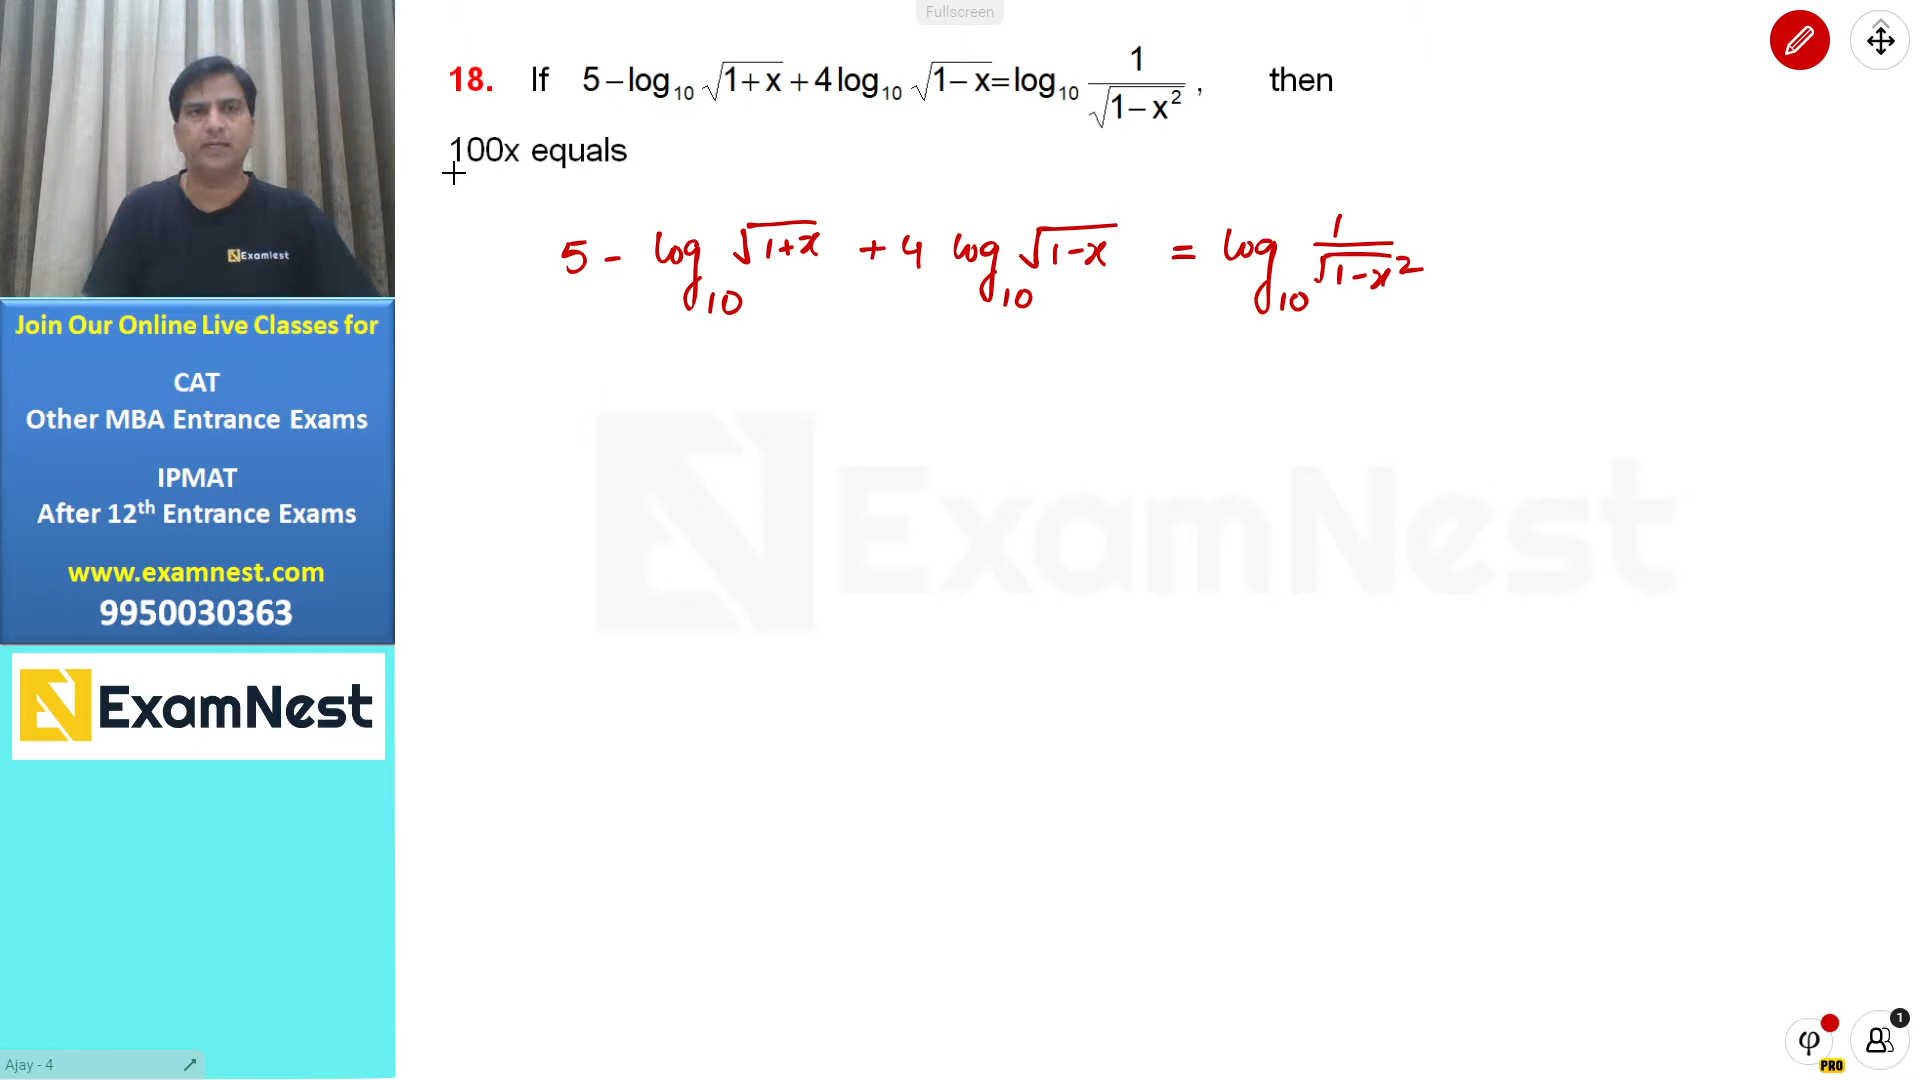 Fullscreen
18. If 5 – log₁₀ √(1+x) + 4 log₁₀ √(1– x) = log₁₀ 1/√(1– x²) , then
100x equals
5 - log₁₀ √(1+x) + 4 log₁₀ √(1-x) = log₁₀ 1/√(1-x²)
Examnest
Join Our Online Live Classes for
CAT
Other MBA Entrance Exams
IPMAT
After 12th Entrance Exams
www.examnest.com
9950030363
ExamNest
ExamNest
Ajay - 4
1
φ
PRO